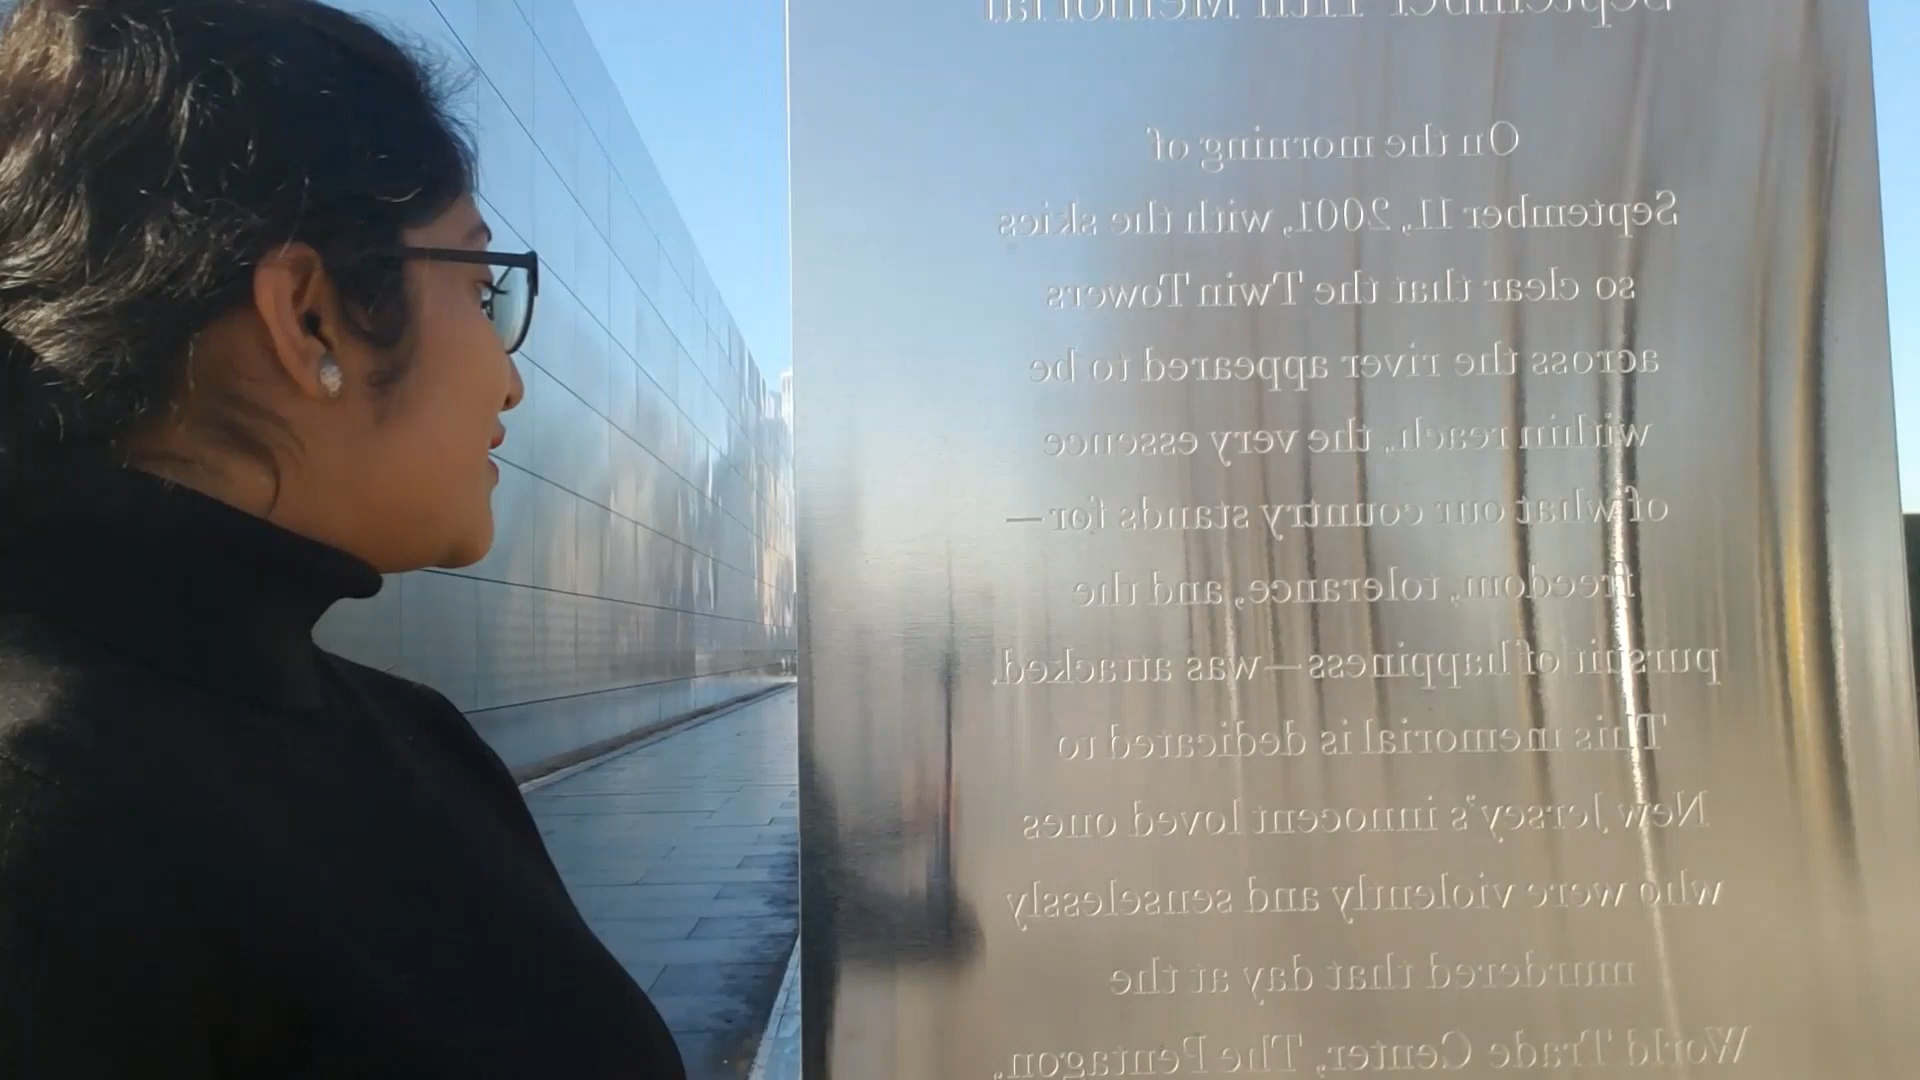 September 11th Memorial
On the morning of
September 11, 2001, with the skies
so clear that the Twin Towers
across the river appeared to be
within reach, the very essence
of what our country stands for—
freedom, tolerance, and the
pursuit of happiness—was attacked.
This memorial is dedicated to
New Jersey's innocent loved ones
who were violently and senselessly
murdered that day at the
World Trade Center, The Pentagon,